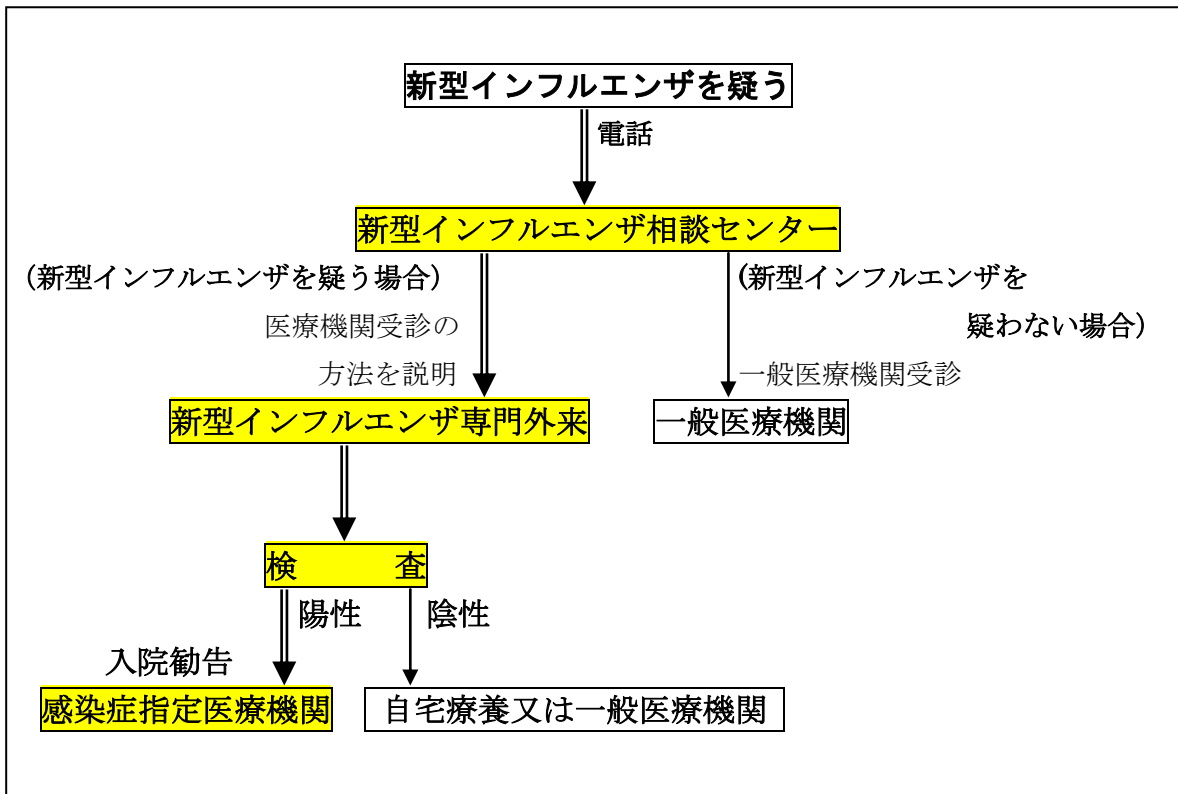 新型インフルエンザを疑う
電話
新型インフルエンザ相談センター
(新型インフルエンザを疑う場合)
医療機関受診の
方法を説明
(新型インフルエンザを
疑わない場合)
一般医療機関受診
新型インフルエンザ専門外来
一般医療機関
検　　　査
陽性
陰性
入院勧告
感染症指定医療機関
自宅療養又は一般医療機関